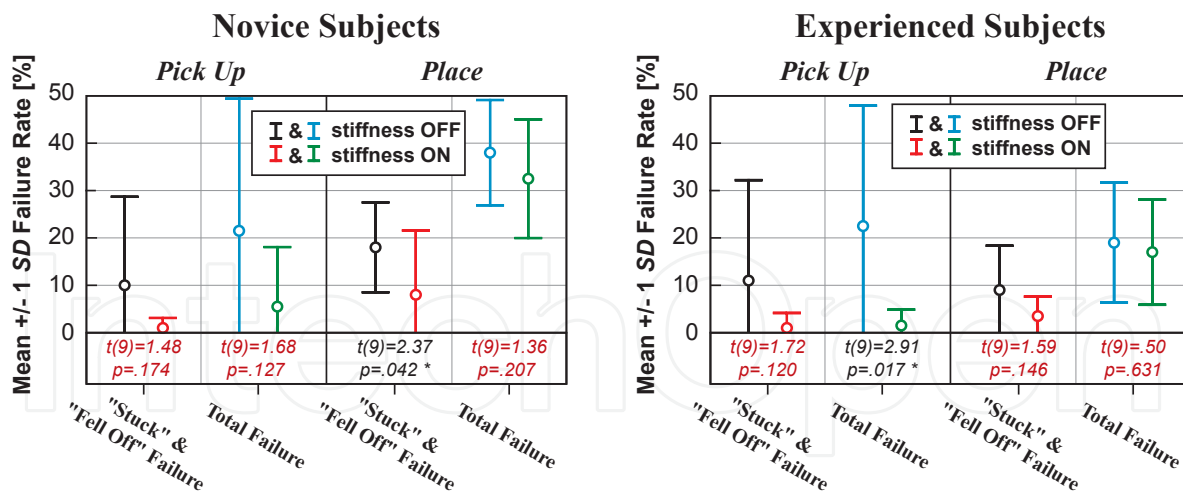 Novice Subjects
Pick Up
Place
Mean +/- 1 SD Failure Rate [%]
50
40
30
20
10
0
& stiffness OFF
& stiffness ON
t(9)=1.48
p=.174
t(9)=1.68
p=.127
t(9)=2.37
p=.042 *
t(9)=1.36
p=.207
"Stuck" &
"Fell Off" Failure
Total Failure
"Stuck" &
"Fell Off" Failure
Total Failure
Experienced Subjects
Pick Up
Place
Mean +/- 1 SD Failure Rate [%]
50
40
30
20
10
0
& stiffness OFF
& stiffness ON
t(9)=1.72
p=.120
t(9)=2.91
p=.017 *
t(9)=1.59
p=.146
t(9)=.50
p=.631
"Stuck" &
"Fell Off" Failure
Total Failure
"Stuck" &
"Fell Off" Failure
Total Failure
IntechOpen